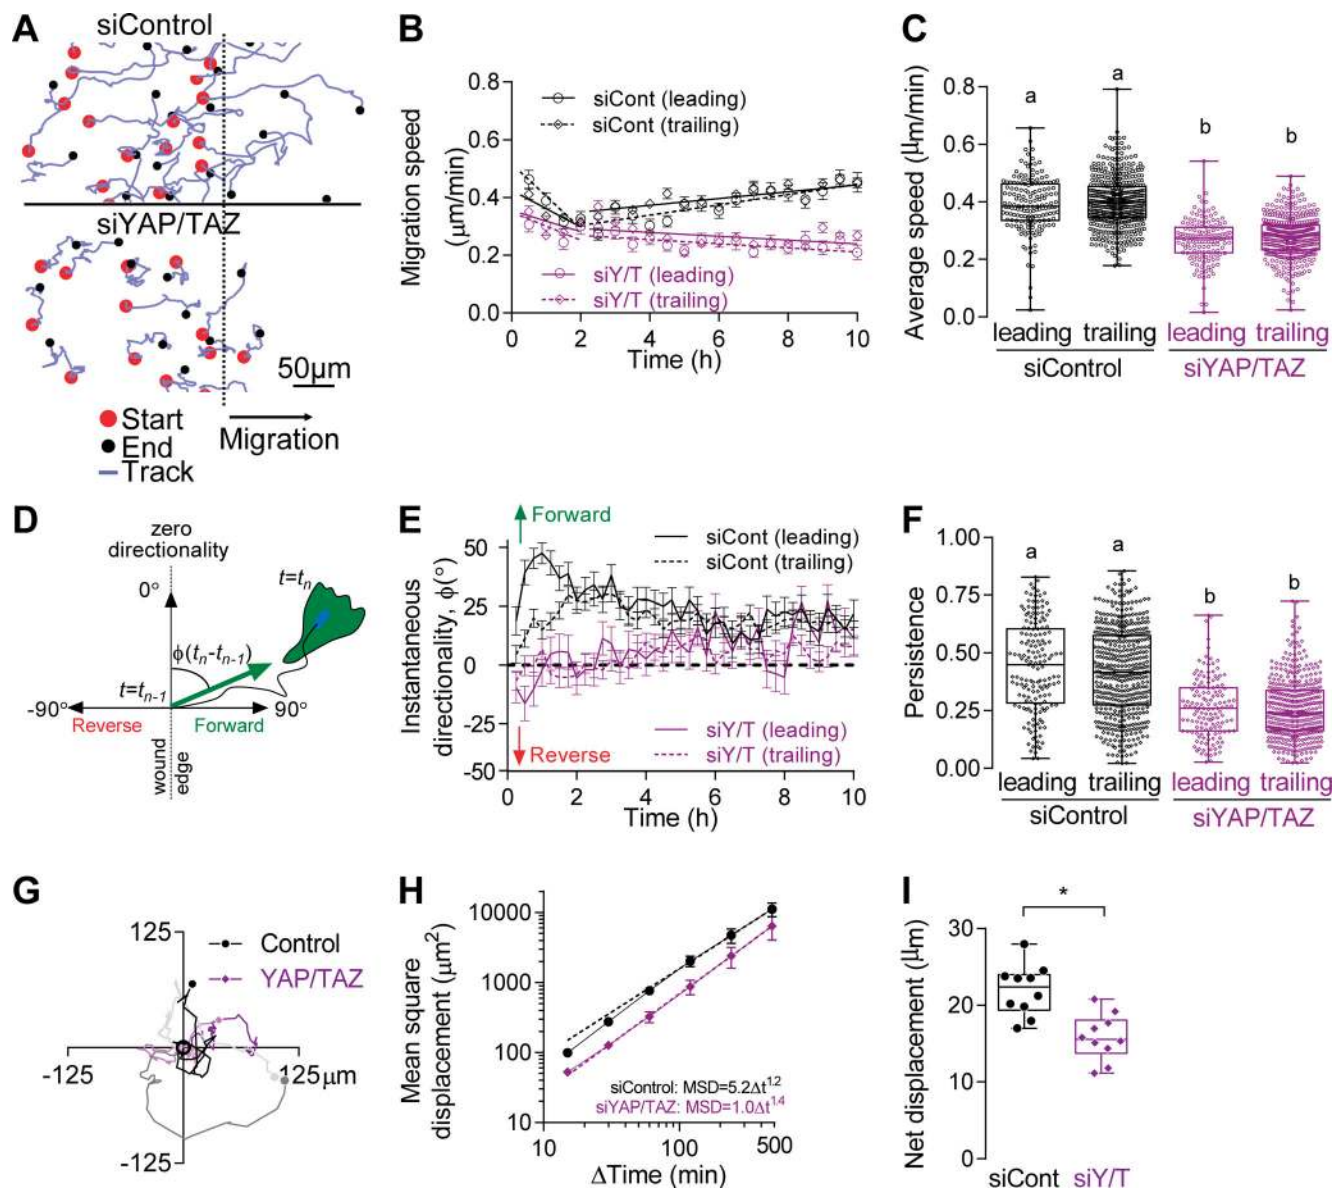 A
siControl
siYAP/TAZ
50µm
Start
End
Track
Migration
B
Migration speed
(µm/min)
0.8
0.6
0.4
0.2
0.0
siCont (leading)
siCont (trailing)
siY/T (leading)
siY/T (trailing)
0 2 4 6 8 10
Time (h)
C
Average speed (µm/min)
0.8
0.6
0.4
0.2
0.0
a a b b
leading trailing leading trailing
siControl siYAP/TAZ
D
zero
directionality
0°
t=tn
ϕ(tn-tn-1)
t=tn-1
-90° 90°
Reverse Forward
wound
edge
E
Forward
Instantaneous
directionality, ϕ(°)
50
25
0
-25
-50
siCont (leading)
siCont (trailing)
siY/T (leading)
siY/T (trailing)
Reverse
0 2 4 6 8 10
Time (h)
F
Persistence
1.00
0.75
0.50
0.25
0.00
a a b b
leading trailing leading trailing
siControl siYAP/TAZ
G
125
Control
YAP/TAZ
-125 125µm
-125
H
Mean square
displacement (µm2)
10000
1000
100
10
siControl: MSD=5.2Δt1.2
siYAP/TAZ: MSD=1.0Δt1.4
10 100 500
ΔTime (min)
I
Net displacement (µm)
30
20
10
0
*
siCont siY/T